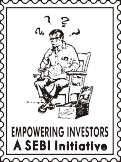 ? ? ?
EMPOWERING INVESTORS
A SEBI Initiative